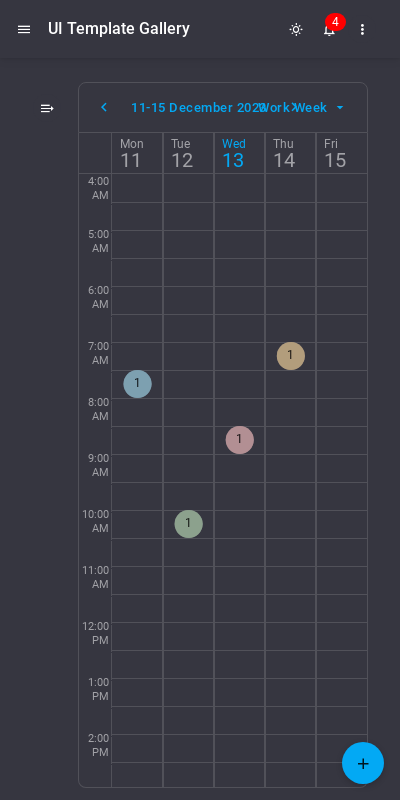 UI Template Gallery
4
11-15 December 2023
Work Week
Mon Tue Wed Thu Fri
11 12 13 14 15
4:00
AM
5:00
AM
6:00
AM
7:00
AM
1
1
8:00
AM
1
9:00
AM
10:00
AM
1
11:00
AM
12:00
PM
1:00
PM
2:00
PM
+